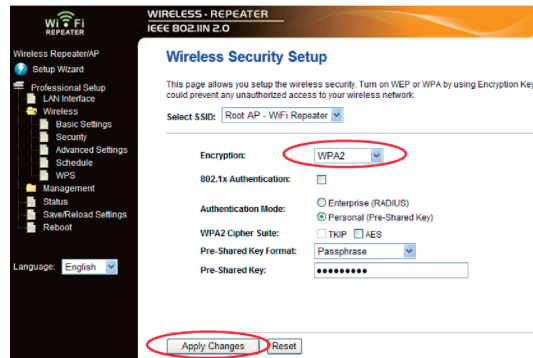 WiFi
REPEATER
WIRELESS - REPEATER
IEEE 802.11N 2.0
Wireless Repeater/AP
Setup Wizard
Professional Setup
LAN Interface
Wireless
Basic Settings
Security
Advanced Settings
Schedule
WPS
Management
Status
Save/Reload Settings
Reboot
Language: English
Wireless Security Setup
This page allows you setup the wireless security. Turn on WEP or WPA by using Encryption Key
could prevent any unauthorized access to your wireless network.
Select SSID: Root AP - WiFi Repeater
Encryption: WPA2
802.1x Authentication:
Authentication Mode: Enterprise (RADIUS)
Personal (Pre-Shared Key)
WPA2 Cipher Suite: TKIP AES
Pre-Shared Key Format: Passphrase
Pre-Shared Key: ●●●●●●●●●
Apply Changes Reset